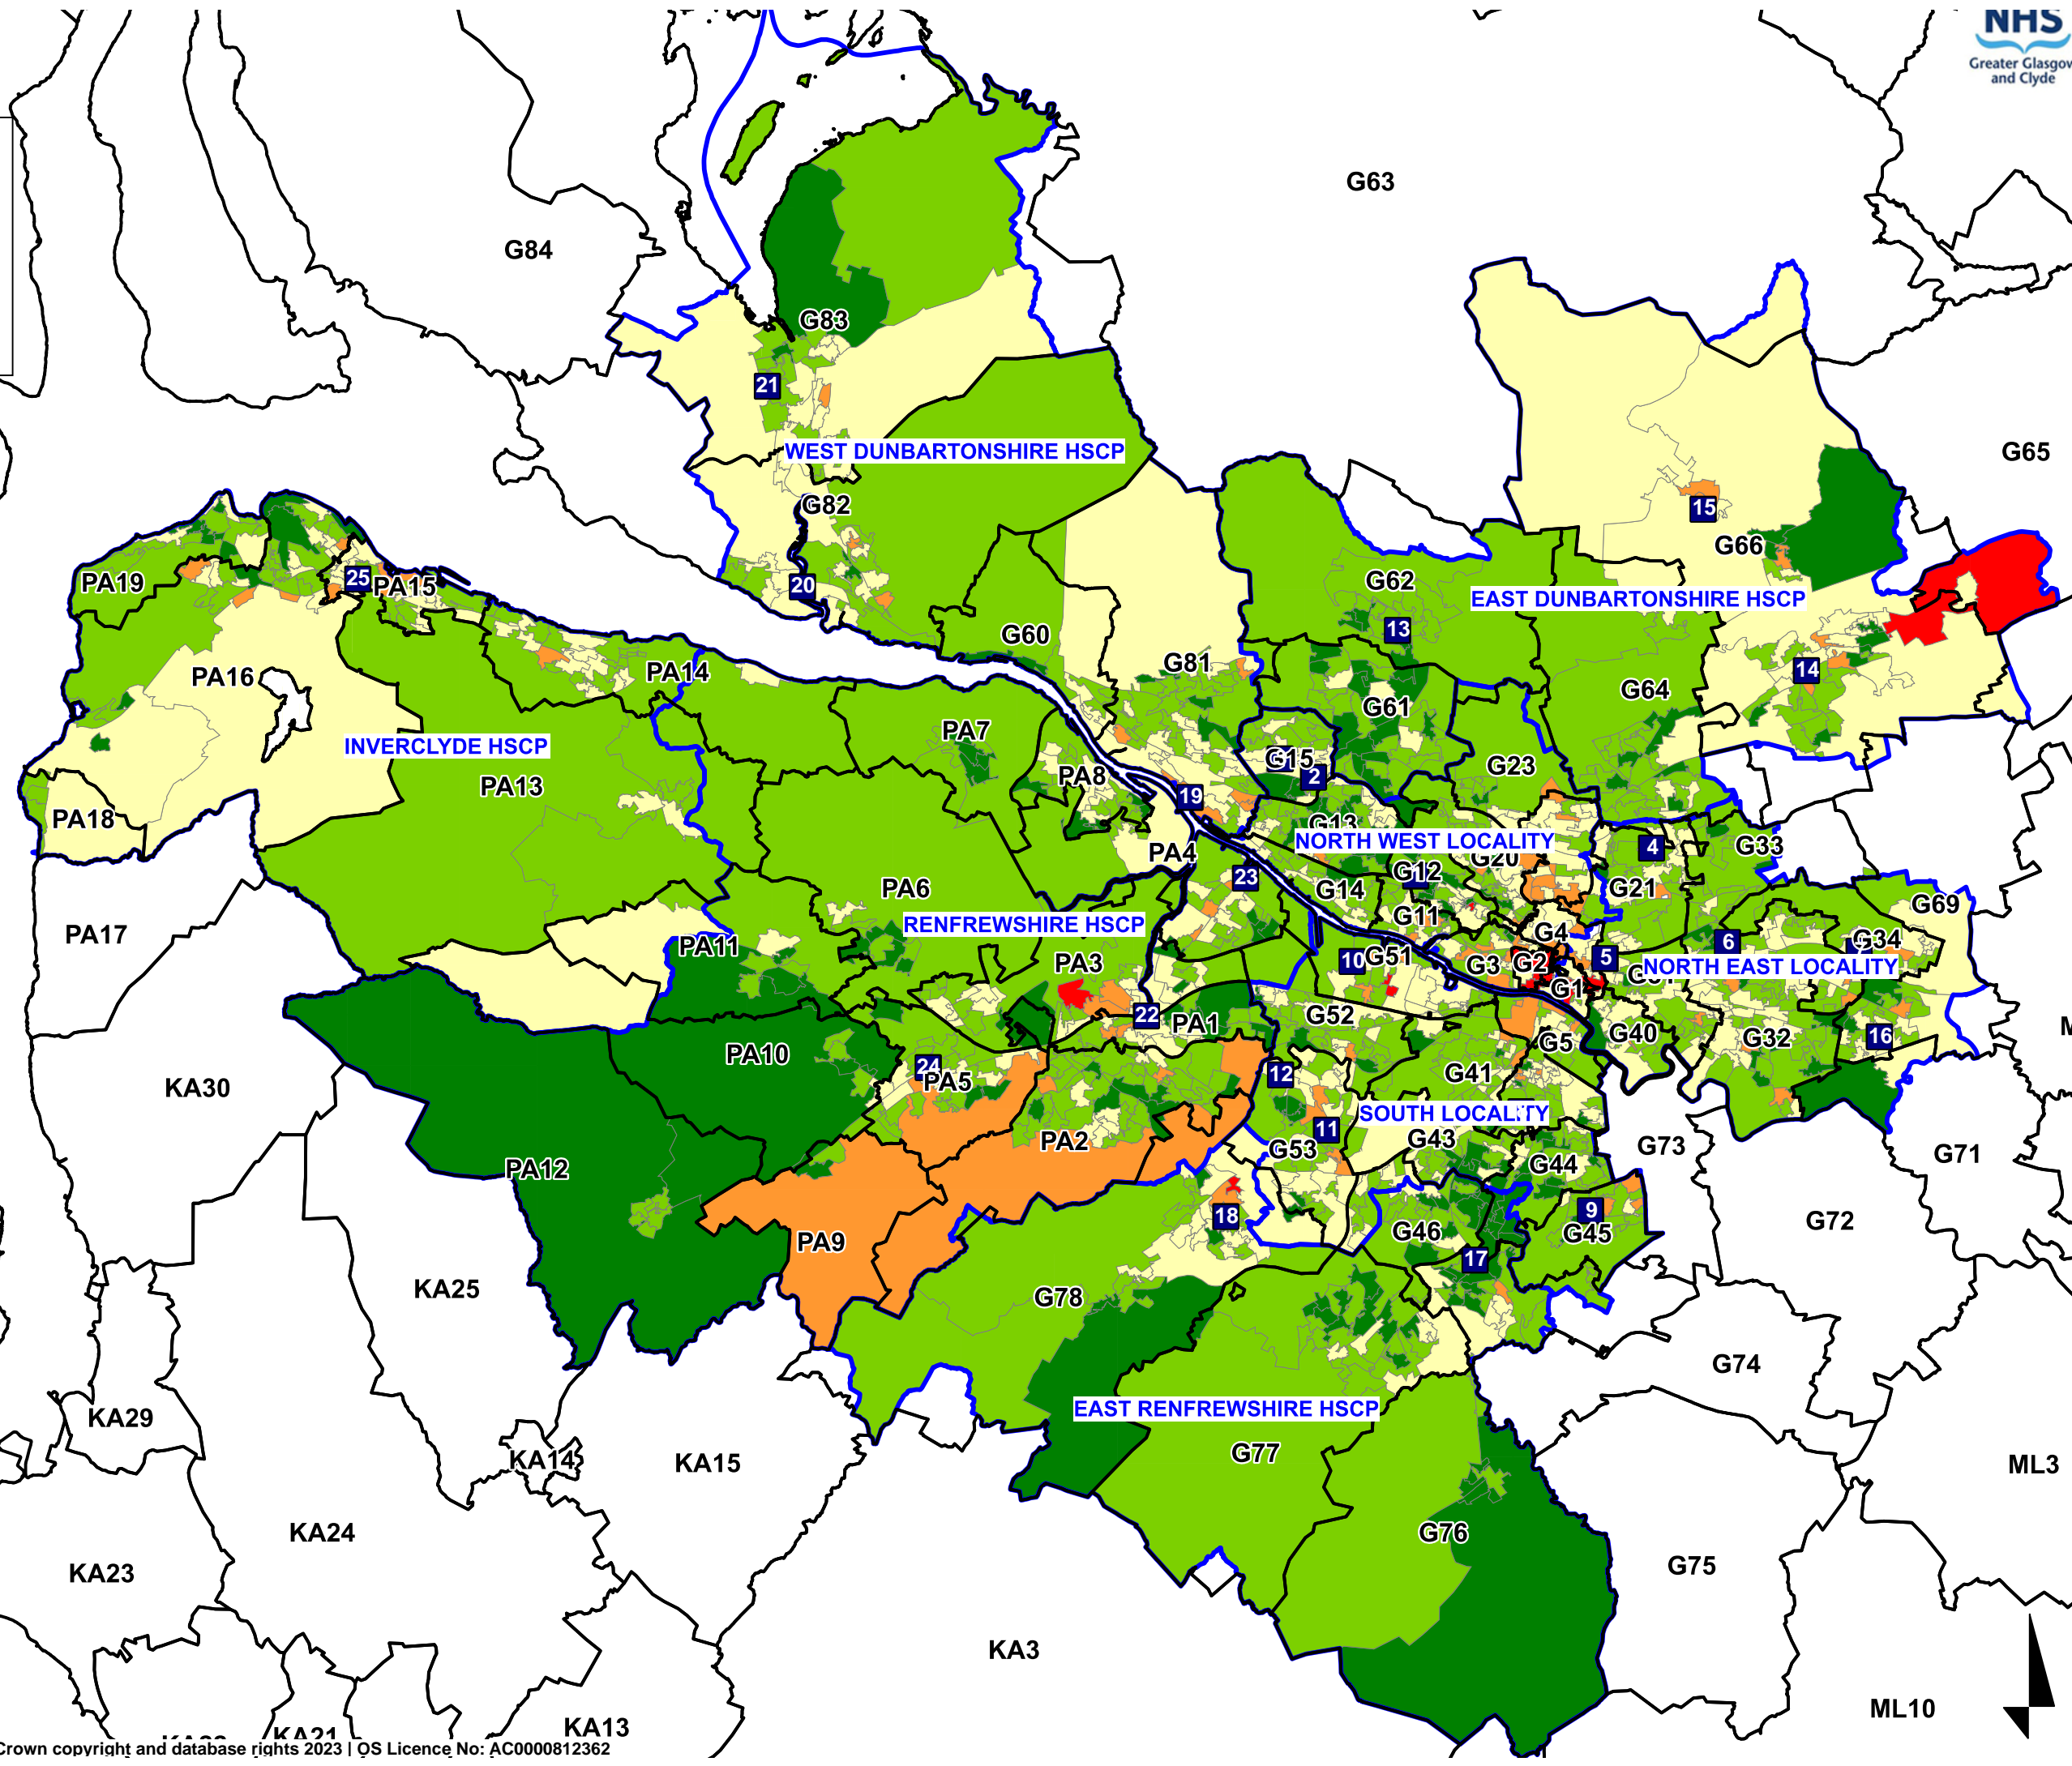 NHS
Greater Glasgow
and Clyde
G63
G84
G83
21
G65
WEST DUNBARTONSHIRE HSCP
G82
15
G66
PA19
25
PA15
20
G62
EAST DUNBARTONSHIRE HSCP
13
G60
G81
14
PA16
PA14
G64
G61
PA7
INVERCLYDE HSCP
G15
2
G23
PA8
PA13
19
PA18
G13
NORTH WEST LOCALITY
4
G33
PA4
G20
G12
23
G14
G21
PA6
G69
G11
RENFREWSHIRE HSCP
PA17
PA11
G4
6
G34
PA3
10
G51
G3
G2
5
NORTH EAST LOCALITY
G1
22
PA1
G52
G5
G40
G32
16
PA10
24
PA5
12
G41
KA30
SOUTH LOCALITY
11
PA2
G43
G53
G73
G71
PA12
G44
18
9
G72
PA9
G46
G45
17
KA25
G78
G74
EAST RENFREWSHIRE HSCP
KA29
G77
KA14
KA15
ML3
KA24
G76
KA23
G75
KA3
ML10
KA13
KA21
Crown copyright and database rights 2023 | OS Licence No: AC0000812362